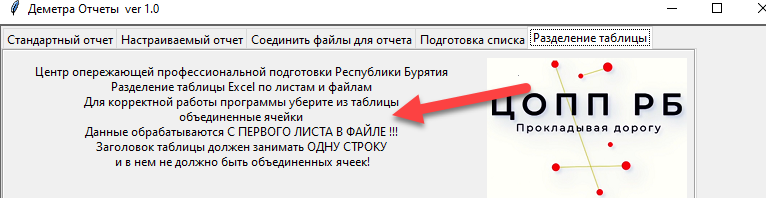 Деметра Отчеты ver 1.0
Стандартный отчет Настраиваемый отчет Соединить файлы для отчета Подготовка списка Разделение таблицы
Центр опережающей профессиональной подготовки Республики Бурятия
Разделение таблицы Excel по листам и файлам
Для корректной работы программы уберите из таблицы
объединенные ячейки
Данные обрабатываются С ПЕРВОГО ЛИСТА В ФАЙЛЕ !!!
Заголовок таблицы должен занимать ОДНУ СТРОКУ
и в нем не должно быть объединенных ячеек!
ЦОПП РБ
Прокладывая дорогу